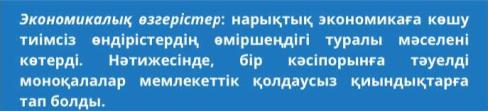 Экономикалық өзгерістер: нарықтық экономикаға көшу
тиімсіз өндірістердің өміршеңдігі туралы мәселені
көтерді. Нәтижесінде, бір кәсіпорынға тәуелді
моноқалалар мемлекеттік қолдаусыз қиындықтарға
тап болды.